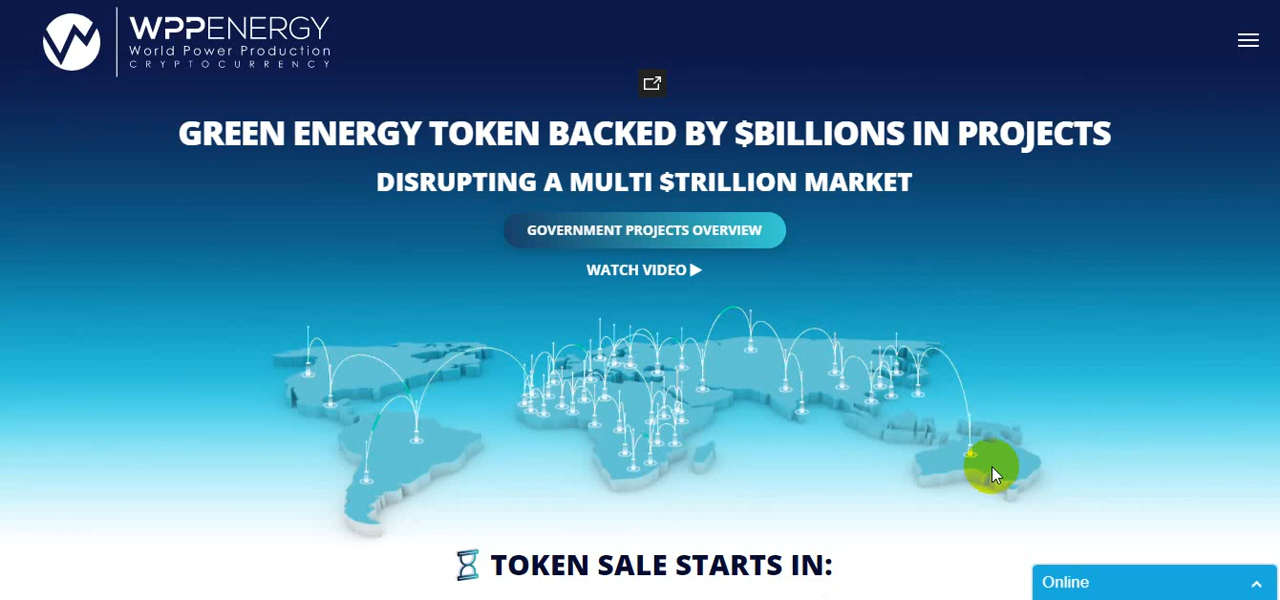 WPPENERGY
World Power Production
CRYPTOCURRENCY
GREEN ENERGY TOKEN BACKED BY $BILLIONS IN PROJECTS
DISRUPTING A MULTI $TRILLION MARKET
GOVERNMENT PROJECTS OVERVIEW
WATCH VIDEO
TOKEN SALE STARTS IN:
Online